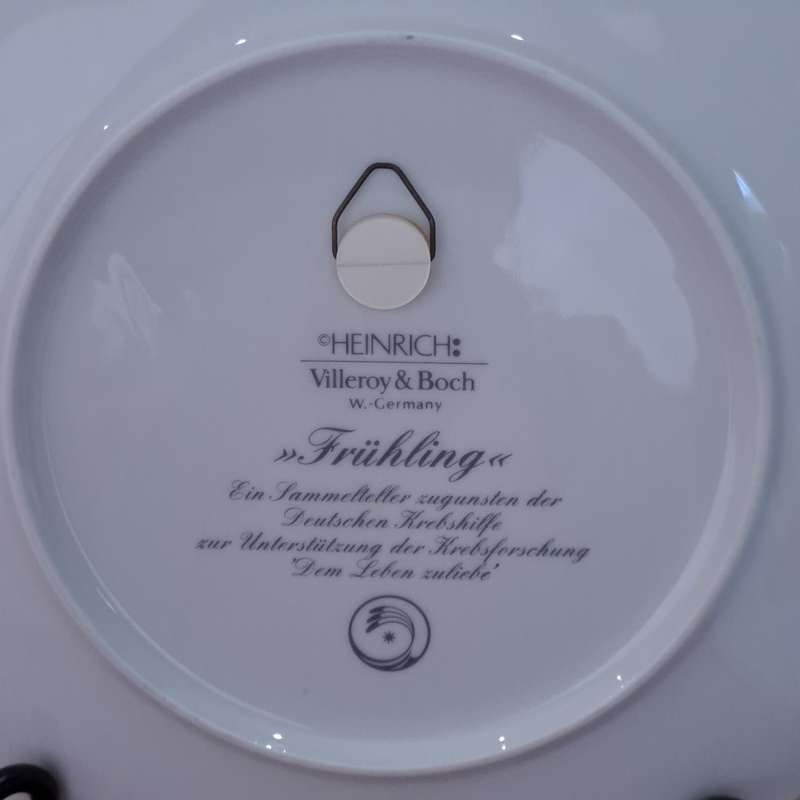 ©HEINRICH:
Villeroy & Boch
W.-Germany
»Frühling«
Ein Sammelteller zugunsten der
Deutschen Krebshilfe
zur Unterstützung der Krebsforschung
'Dem Leben zuliebe'